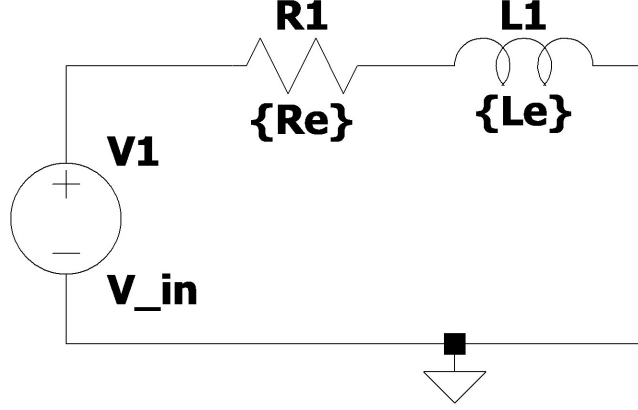 R1
L1
{Re}
{Le}
V1
V_in